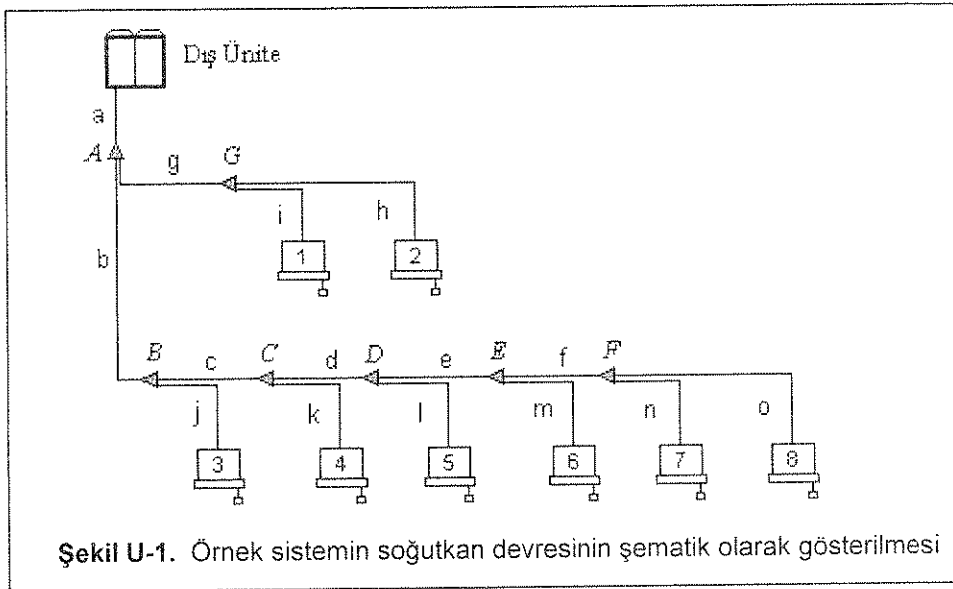 Dış Ünite
a
A
g
G
i
h
1
2
b
B
c
C
d
D
e
E
f
F
j
k
l
m
n
o
3
4
5
6
7
8
Şekil U-1. Örnek sistemin soğutkan devresinin şematik olarak gösterilmesi